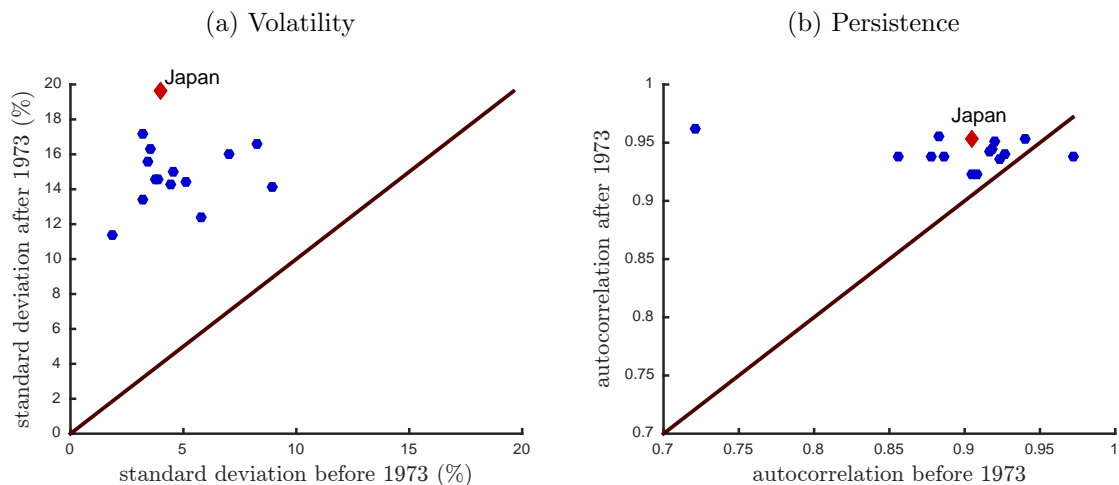 (a) Volatility
Japan
20
18
16
14
12
10
8
6
4
2
0
0 5 10 15 20
standard deviation after 1973 (%)
standard deviation before 1973 (%)
(b) Persistence
Japan
1
0.95
0.9
0.85
0.8
0.75
0.7
0.7 0.75 0.8 0.85 0.9 0.95 1
autocorrelation after 1973
autocorrelation before 1973